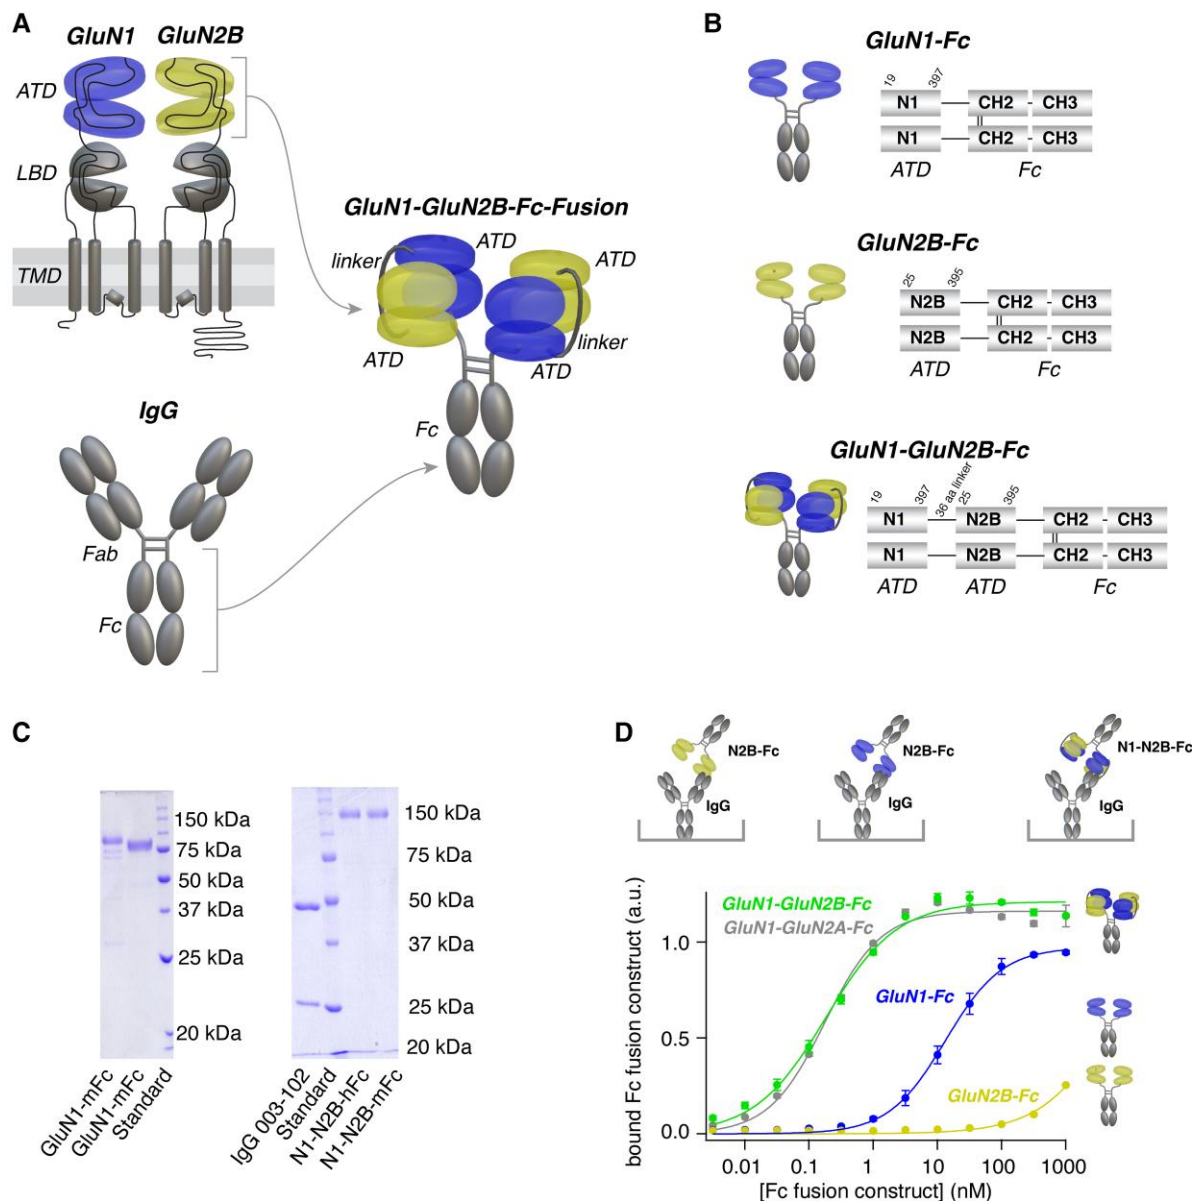 A
GluN1 GluN2B
ATD
LBD
TMD
GluN1-GluN2B-Fc-Fusion
linker
ATD
ATD
ATD
linker
ATD
Fc
IgG
Fab
Fc
B
GluN1-Fc
19 397
N1 CH2 CH3
N1 CH2 CH3
ATD Fc
GluN2B-Fc
25 395
N2B CH2 CH3
N2B CH2 CH3
ATD Fc
GluN1-GluN2B-Fc
19 397 36 aa linker 25 395
N1 N2B CH2 CH3
N1 N2B CH2 CH3
ATD ATD Fc
C
150 kDa
75 kDa
50 kDa
37 kDa
25 kDa
20 kDa
GluN1-mFc
GluN1-mFc
Standard
150 kDa
75 kDa
50 kDa
37 kDa
25 kDa
20 kDa
IgG 003-102
Standard
N1-N2B-hFc
N1-N2B-mFc
D
N2B-Fc
IgG
N2B-Fc
IgG
N1-N2B-Fc
IgG
bound Fc fusion construct (a.u.)
1.0
0.5
0.0
GluN1-GluN2B-Fc
GluN1-GluN2A-Fc
GluN1-Fc
GluN2B-Fc
0.01 0.1 1 10 100 1000
[Fc fusion construct] (nM)